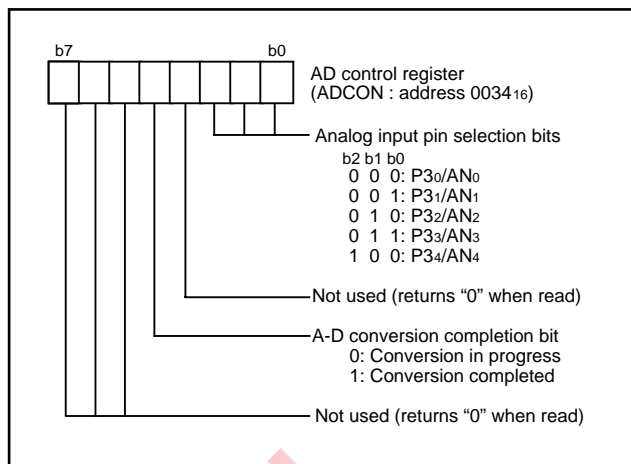 b7 b0
AD control register
(ADCON : address 003416)
Analog input pin selection bits
b2 b1 b0
0 0 0: P30/AN0
0 0 1: P31/AN1
0 1 0: P32/AN2
0 1 1: P33/AN3
1 0 0: P34/AN4
Not used (returns “0” when read)
A-D conversion completion bit
0: Conversion in progress
1: Conversion completed
Not used (returns “0” when read)